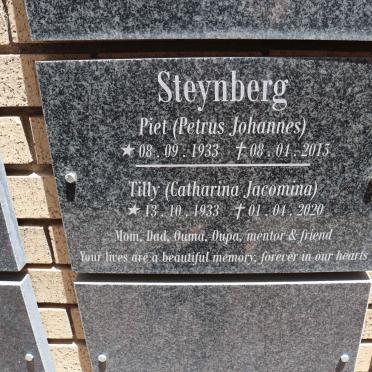 Steynberg
Piet (Petrus Johannes)
★ 08 . 09 . 1933 ✝ 08 . 04 . 2015
Tilly (Catharina Jacomina)
★ 13 . 10 . 1933 ✝ 01 . 04 . 2020
Mom, Dad, Ouma, Oupa, mentor & friend
Your lives are a beautiful memory, forever in our hearts